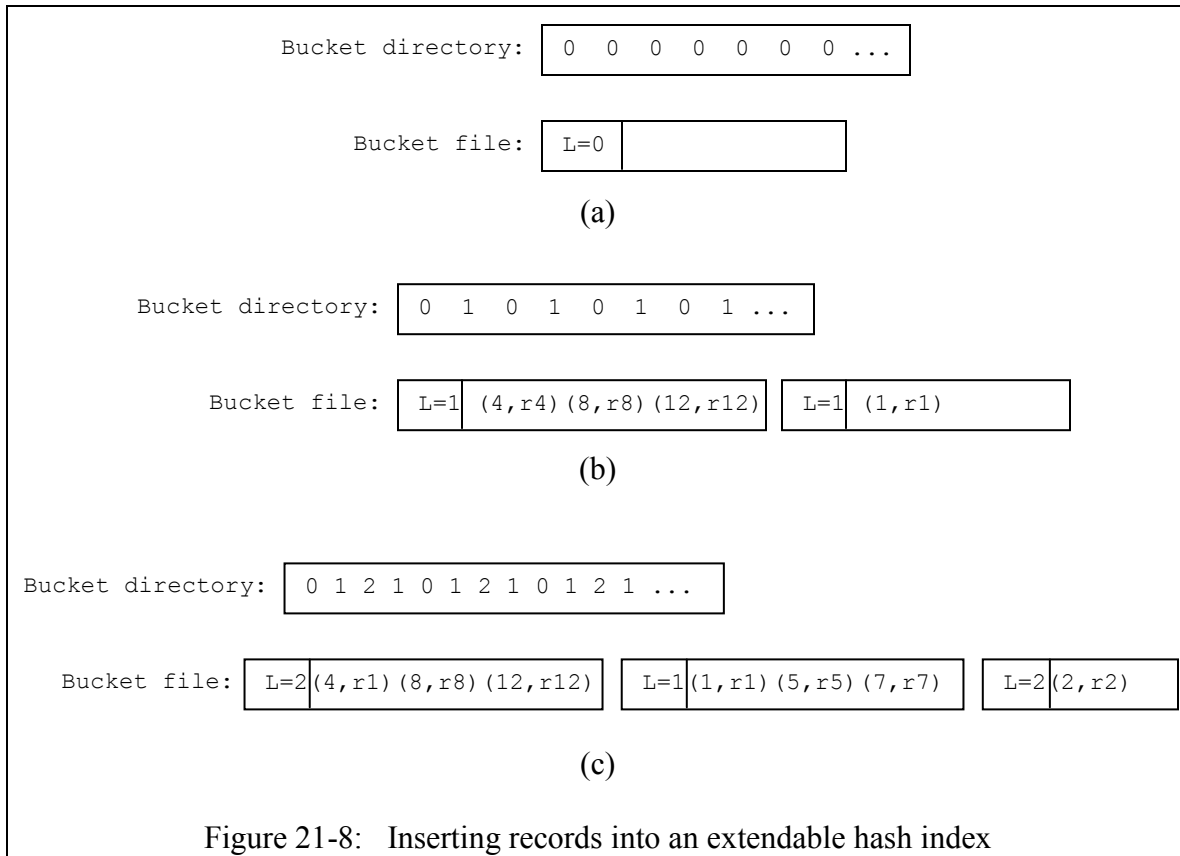 Bucket directory: 0 0 0 0 0 0 0 ...
Bucket file: L=0
(a)
Bucket directory: 0 1 0 1 0 1 0 1 ...
Bucket file: L=1 (4,r4)(8,r8)(12,r12) L=1 (1,r1)
(b)
Bucket directory: 0 1 2 1 0 1 2 1 0 1 2 1 ...
Bucket file: L=2 (4,r1)(8,r8)(12,r12) L=1 (1,r1)(5,r5)(7,r7) L=2 (2,r2)
(c)
Figure 21-8: Inserting records into an extendable hash index